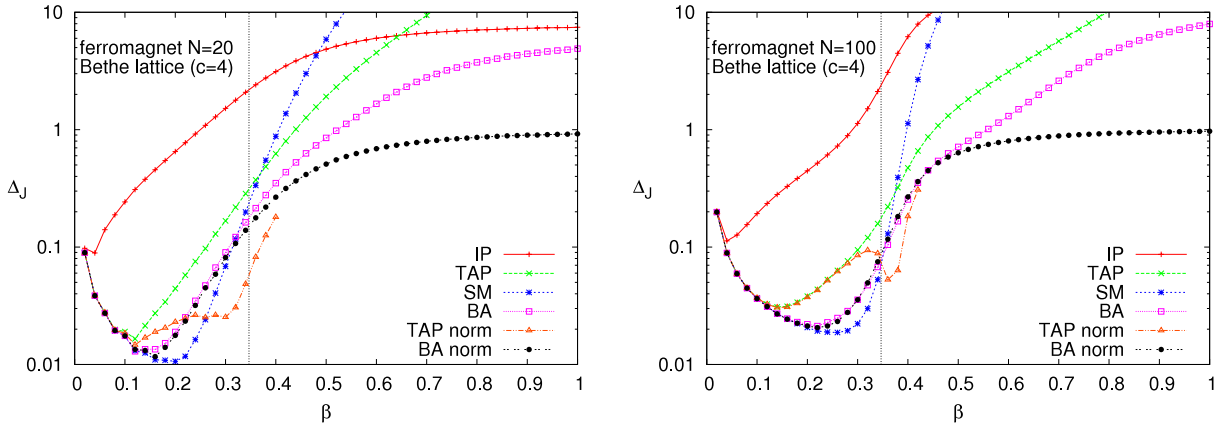 10
1
0.1
0.01
Δ_J
ferromagnet N=20
Bethe lattice (c=4)
IP
TAP
SM
BA
TAP norm
BA norm
0 0.1 0.2 0.3 0.4 0.5 0.6 0.7 0.8 0.9 1
β
10
1
0.1
0.01
Δ_J
ferromagnet N=100
Bethe lattice (c=4)
IP
TAP
SM
BA
TAP norm
BA norm
0 0.1 0.2 0.3 0.4 0.5 0.6 0.7 0.8 0.9 1
β